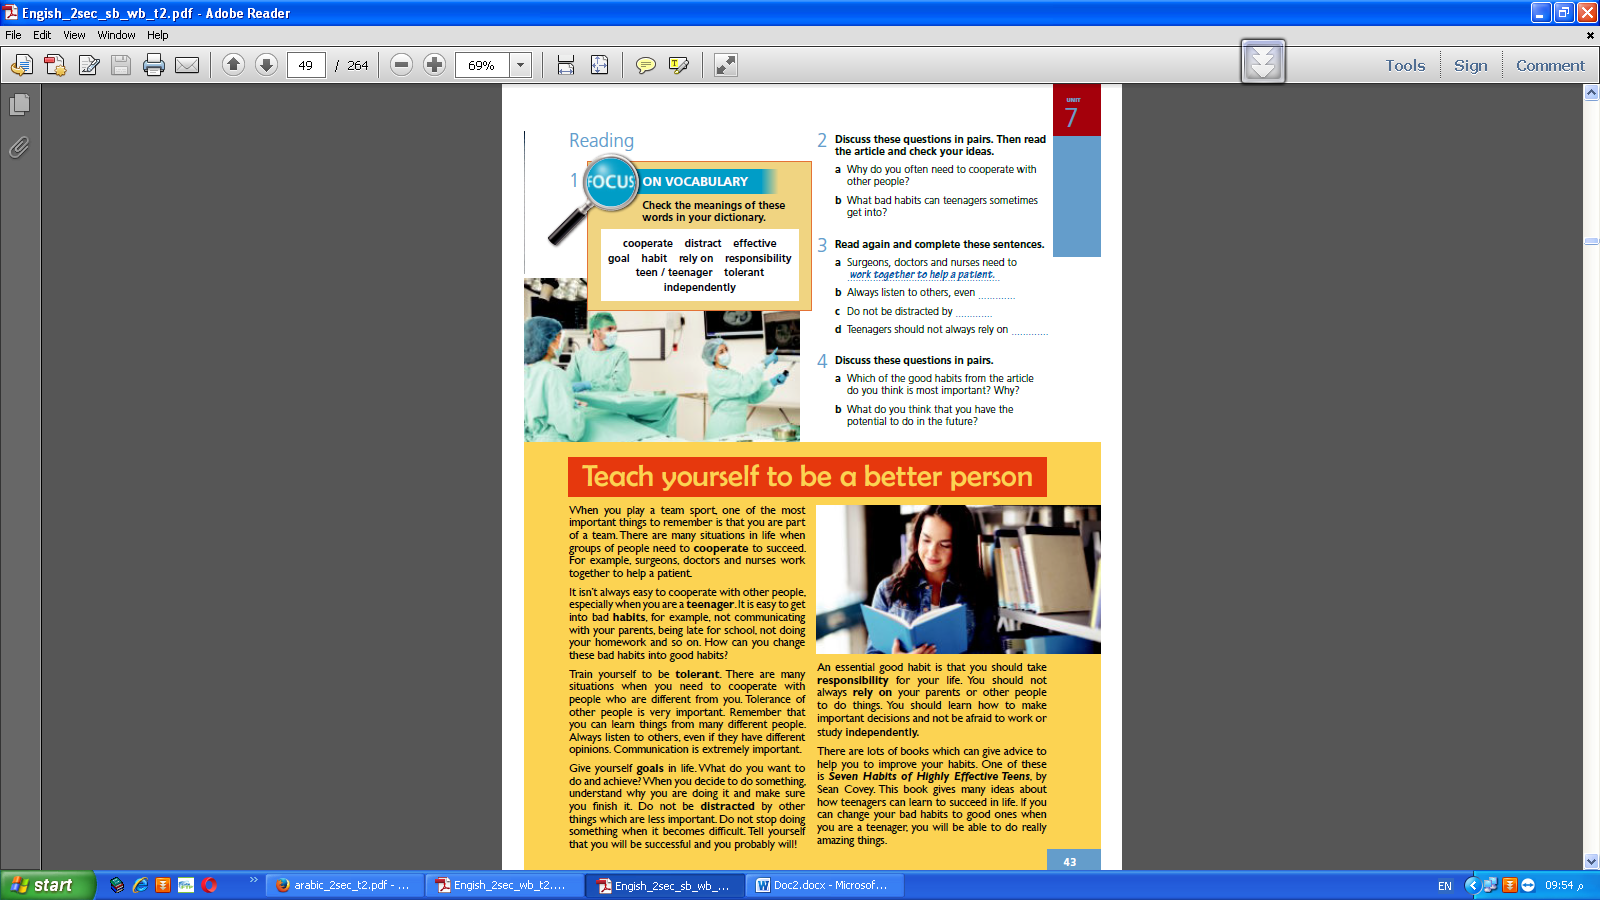 Engish_2sec_sb_wb_t2.pdf - Adobe Reader
File Edit View Window Help
49 / 264 69% Tools Sign Comment
UNIT
7
Reading
1 FOCUS ON VOCABULARY
Check the meanings of these
words in your dictionary.
cooperate distract effective
goal habit rely on responsibility
teen / teenager tolerant
independently
2 Discuss these questions in pairs. Then read
the article and check your ideas.
a Why do you often need to cooperate with
other people?
b What bad habits can teenagers sometimes
get into?
3 Read again and complete these sentences.
a Surgeons, doctors and nurses need to
work together to help a patient.
b Always listen to others, even .............
c Do not be distracted by .............
d Teenagers should not always rely on .............
4 Discuss these questions in pairs.
a Which of the good habits from the article
do you think is most important? Why?
b What do you think that you have the
potential to do in the future?
Teach yourself to be a better person
When you play a team sport, one of the most
important things to remember is that you are part
of a team. There are many situations in life when
groups of people need to cooperate to succeed.
For example, surgeons, doctors and nurses work
together to help a patient.
It isn't always easy to cooperate with other people,
especially when you are a teenager. It is easy to get
into bad habits, for example, not communicating
with your parents, being late for school, not doing
your homework and so on. How can you change
these bad habits into good habits?
Train yourself to be tolerant. There are many
situations when you need to cooperate with
people who are different from you. Tolerance of
other people is very important. Remember that
you can learn things from many different people.
Always listen to others, even if they have different
opinions. Communication is extremely important.
Give yourself goals in life. What do you want to
do and achieve? When you decide to do something,
understand why you are doing it and make sure
you finish it. Do not be distracted by other
things which are less important. Do not stop doing
something when it becomes difficult. Tell yourself
that you will be successful and you probably will!
An essential good habit is that you should take
responsibility for your life. You should not
always rely on your parents or other people
to do things. You should learn how to make
important decisions and not be afraid to work or
study independently.
There are lots of books which can give advice to
help you to improve your habits. One of these
is Seven Habits of Highly Effective Teens, by
Sean Covey. This book gives many ideas about
how teenagers can learn to succeed in life. If you
can change your bad habits to good ones when
you are a teenager, you will be able to do really
amazing things.
43
start arabic_2sec_t2.pdf - ... Engish_2sec_wb_t2.... Engish_2sec_sb_wb_... Doc2.docx - Microsof... EN 09:54 م